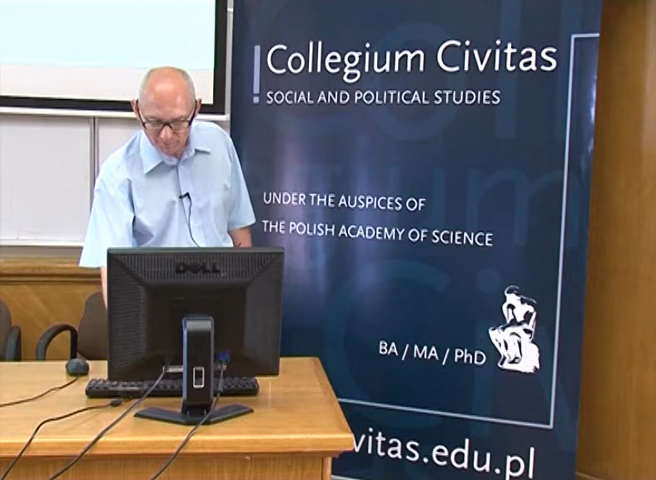 Collegium Civitas
SOCIAL AND POLITICAL STUDIES
UNDER THE AUSPICES OF
THE POLISH ACADEMY OF SCIENCE
BA / MA / PhD
vitas.edu.pl
DELL